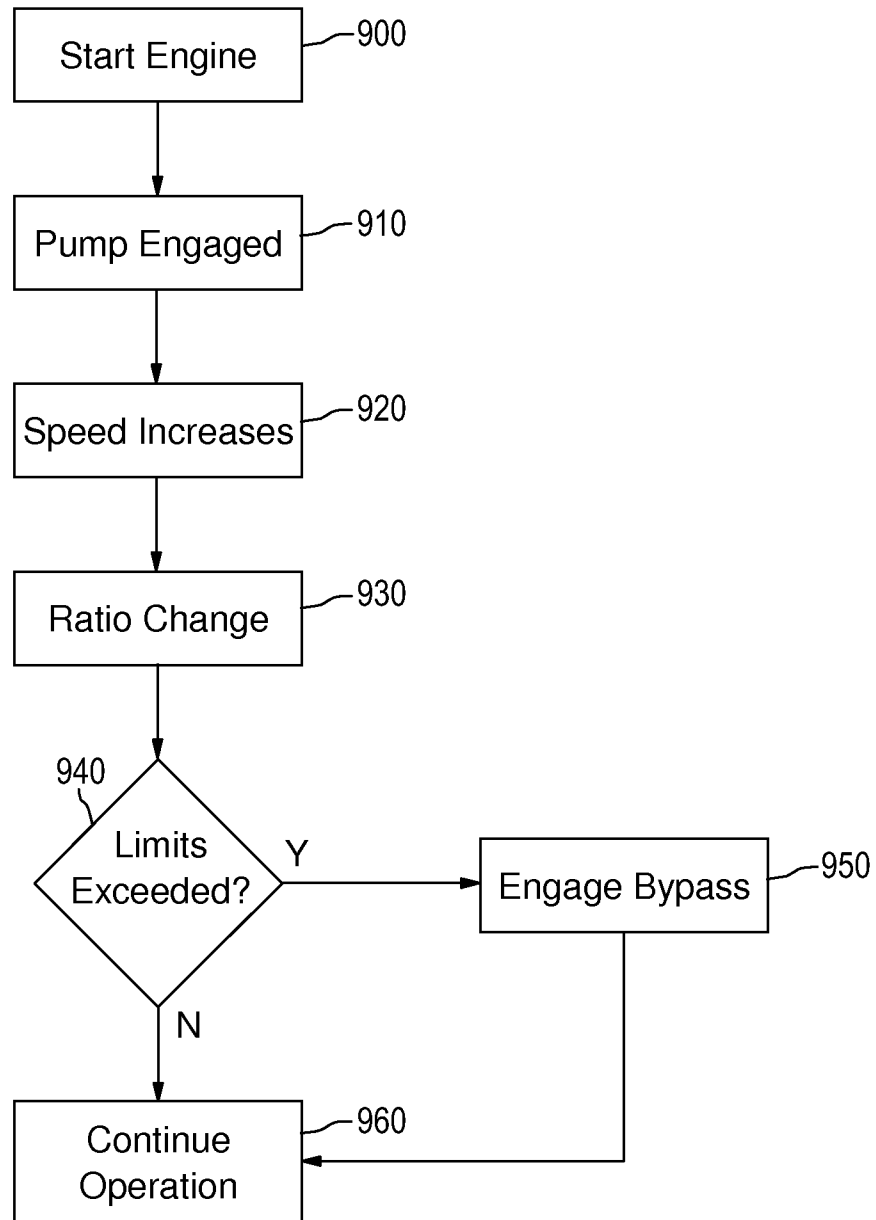 Start Engine
900
Pump Engaged
910
Speed Increases
920
Ratio Change
930
940
Limits
Exceeded?
Y
Engage Bypass
950
N
Continue
Operation
960